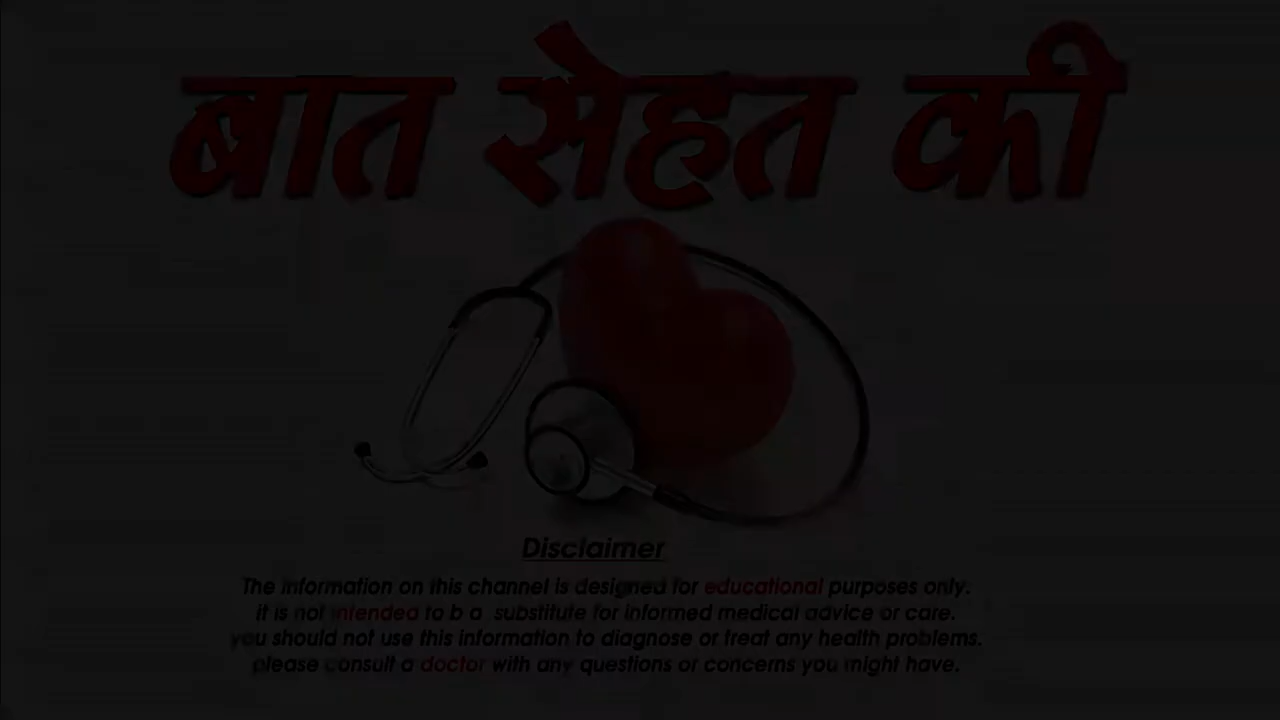 बात सेहत की
Disclaimer
The information on this channel is designed for educational purposes only.
it is not intended to b a substitute for informed medical advice or care.
you should not use this information to diagnose or treat any health problems.
please consult a doctor with any questions or concerns you might have.